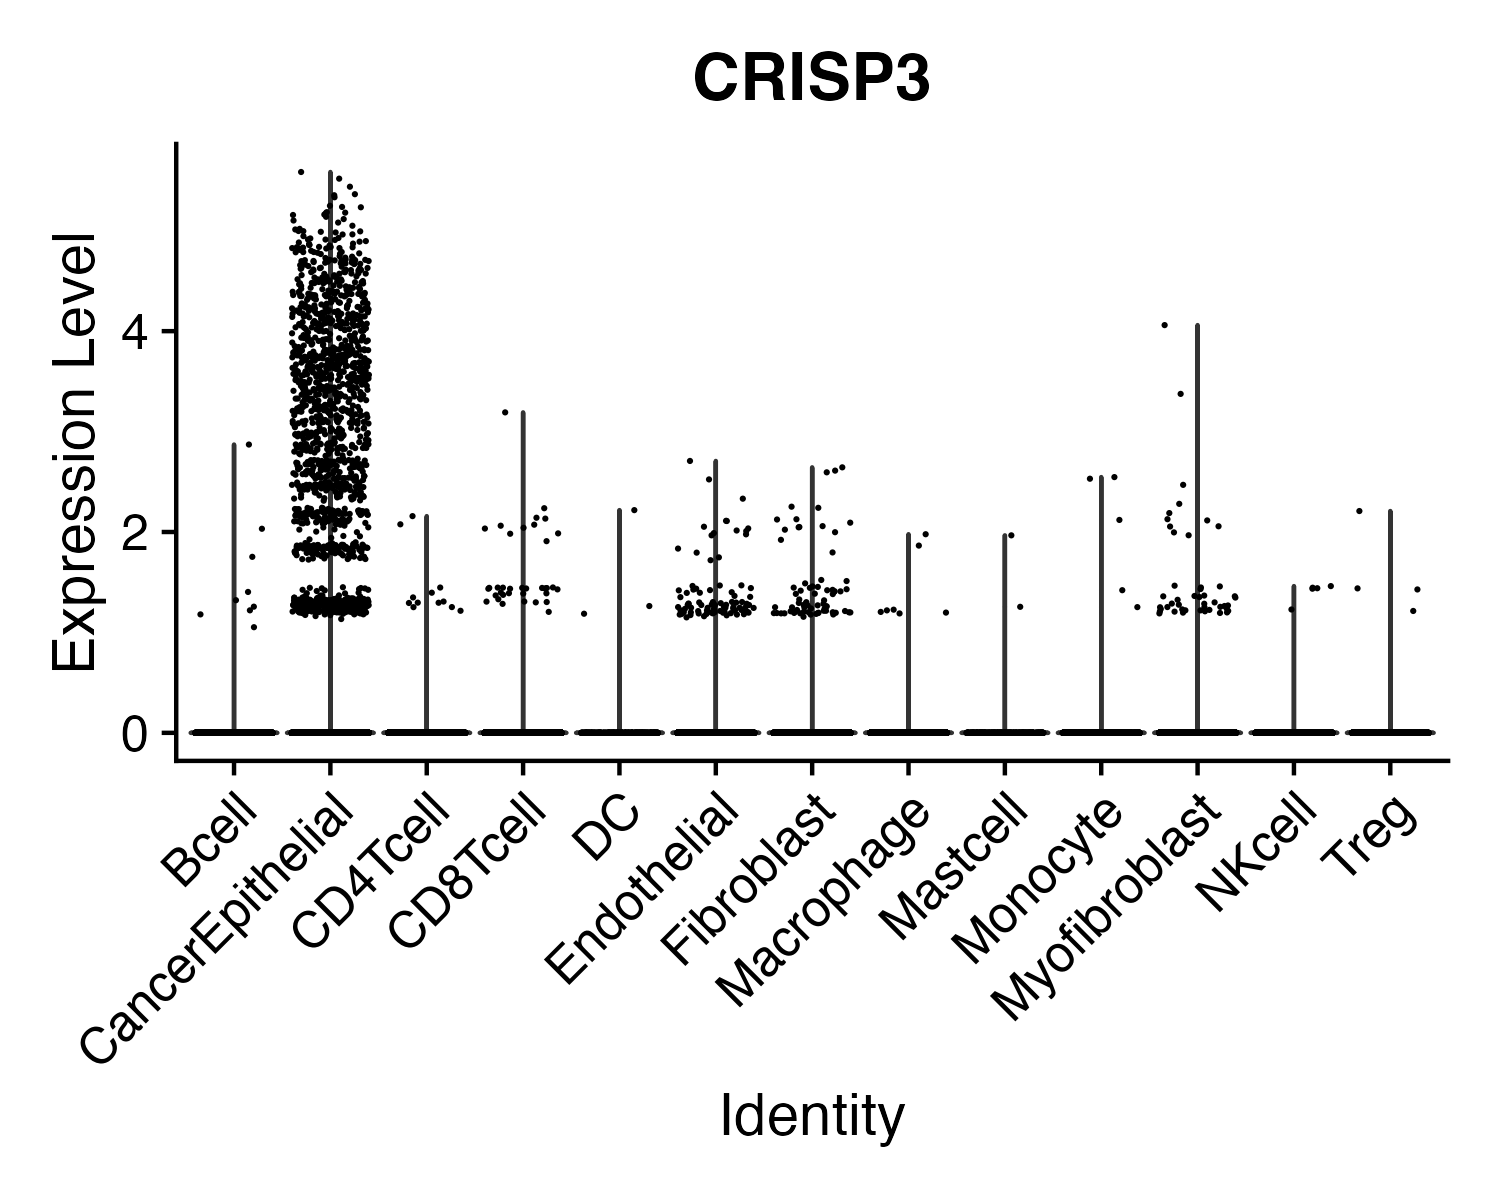 CRISP3
Expression Level
4
2
0
Bcell
CancerEpithelial
CD4Tcell
CD8Tcell
DC
Endothelial
Fibroblast
Macrophage
Mastcell
Monocyte
Myofibroblast
NKcell
Treg
Identity